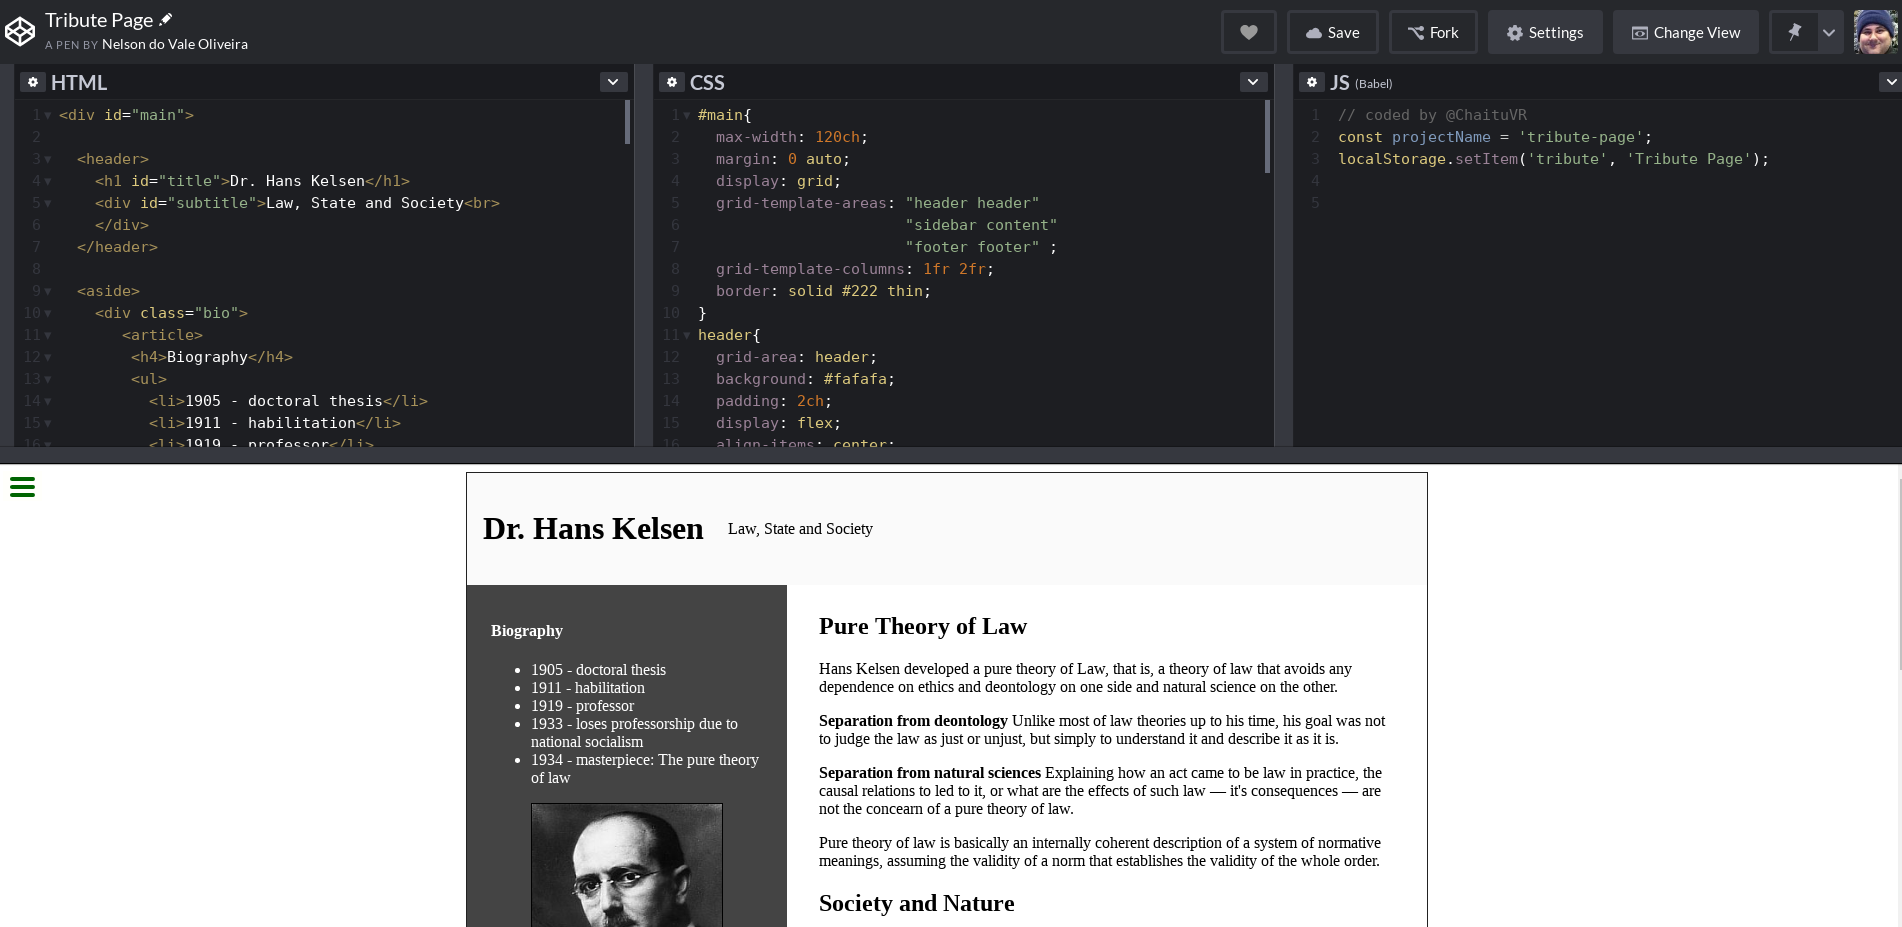 Tribute Page
A PEN BY Nelson do Vale Oliveira
Save
Fork
Settings
Change View
HTML
1 <div id="main">
2
3 <header>
4 <h1 id="title">Dr. Hans Kelsen</h1>
5 <div id="subtitle">Law, State and Society<br>
6 </div>
7 </header>
8
9 <aside>
10 <div class="bio">
11 <article>
12 <h4>Biography</h4>
13 <ul>
14 <li>1905 - doctoral thesis</li>
15 <li>1911 - habilitation</li>
16 <li>1919 - professor</li>
CSS
1 #main{
2 max-width: 120ch;
3 margin: 0 auto;
4 display: grid;
5 grid-template-areas: "header header"
6 "sidebar content"
7 "footer footer" ;
8 grid-template-columns: 1fr 2fr;
9 border: solid #222 thin;
10 }
11 header{
12 grid-area: header;
13 background: #fafafa;
14 padding: 2ch;
15 display: flex;
16 align-items: center;
JS (Babel)
1 // coded by @ChaituVR
2 const projectName = 'tribute-page';
3 localStorage.setItem('tribute', 'Tribute Page');
4
5
Dr. Hans Kelsen
Law, State and Society
Biography
• 1905 - doctoral thesis
• 1911 - habilitation
• 1919 - professor
• 1933 - loses professorship due to
national socialism
• 1934 - masterpiece: The pure theory
of law
Pure Theory of Law
Hans Kelsen developed a pure theory of Law, that is, a theory of law that avoids any
dependence on ethics and deontology on one side and natural science on the other.
Separation from deontology Unlike most of law theories up to his time, his goal was not
to judge the law as just or unjust, but simply to understand it and describe it as it is.
Separation from natural sciences Explaining how an act came to be law in practice, the
causal relations to led to it, or what are the effects of such law — it's consequences — are
not the concearn of a pure theory of law.
Pure theory of law is basically an internally coherent description of a system of normative
meanings, assuming the validity of a norm that establishes the validity of the whole order.
Society and Nature